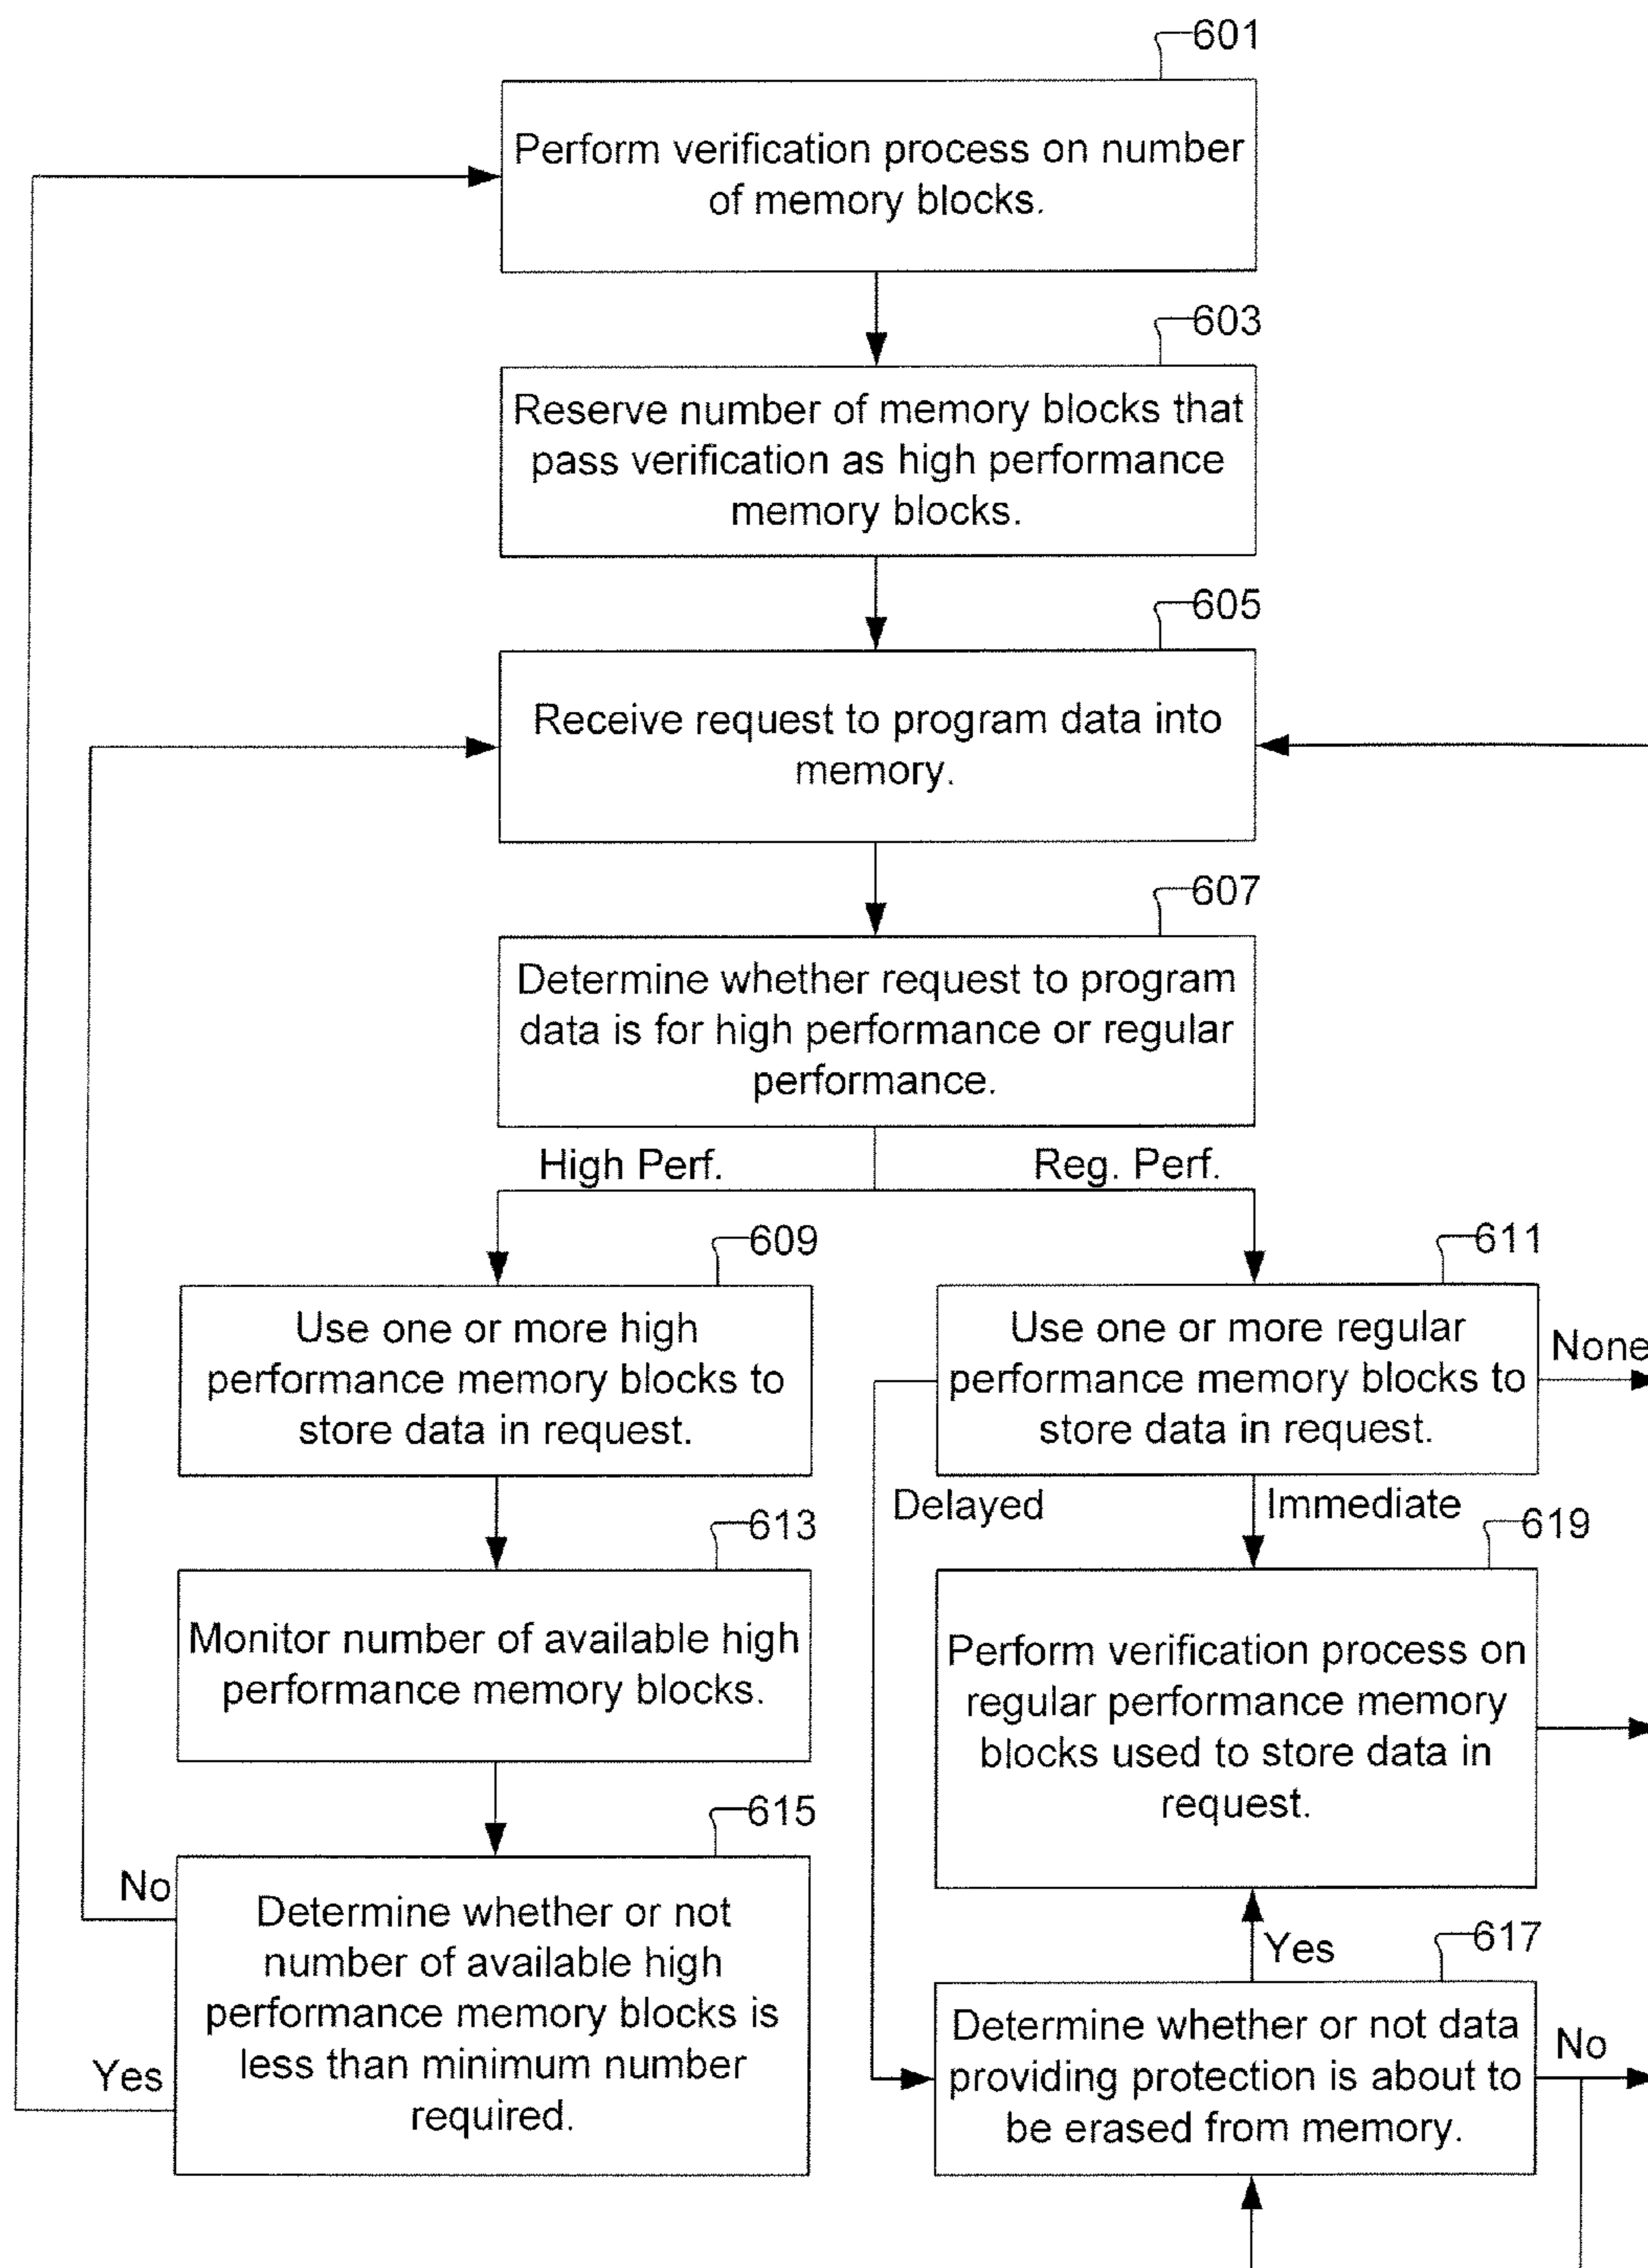 601
Perform verification process on number
of memory blocks.
603
Reserve number of memory blocks that
pass verification as high performance
memory blocks.
605
Receive request to program data into
memory.
607
Determine whether request to program
data is for high performance or regular
performance.
High Perf.
Reg. Perf.
609
Use one or more high
performance memory blocks to
store data in request.
611
Use one or more regular
performance memory blocks to
store data in request.
None
Delayed
Immediate
613
Monitor number of available high
performance memory blocks.
619
Perform verification process on
regular performance memory
blocks used to store data in
request.
615
No
Yes
Determine whether or not
number of available high
performance memory blocks is
less than minimum number
required.
Yes
617
Determine whether or not data
providing protection is about to
be erased from memory.
No